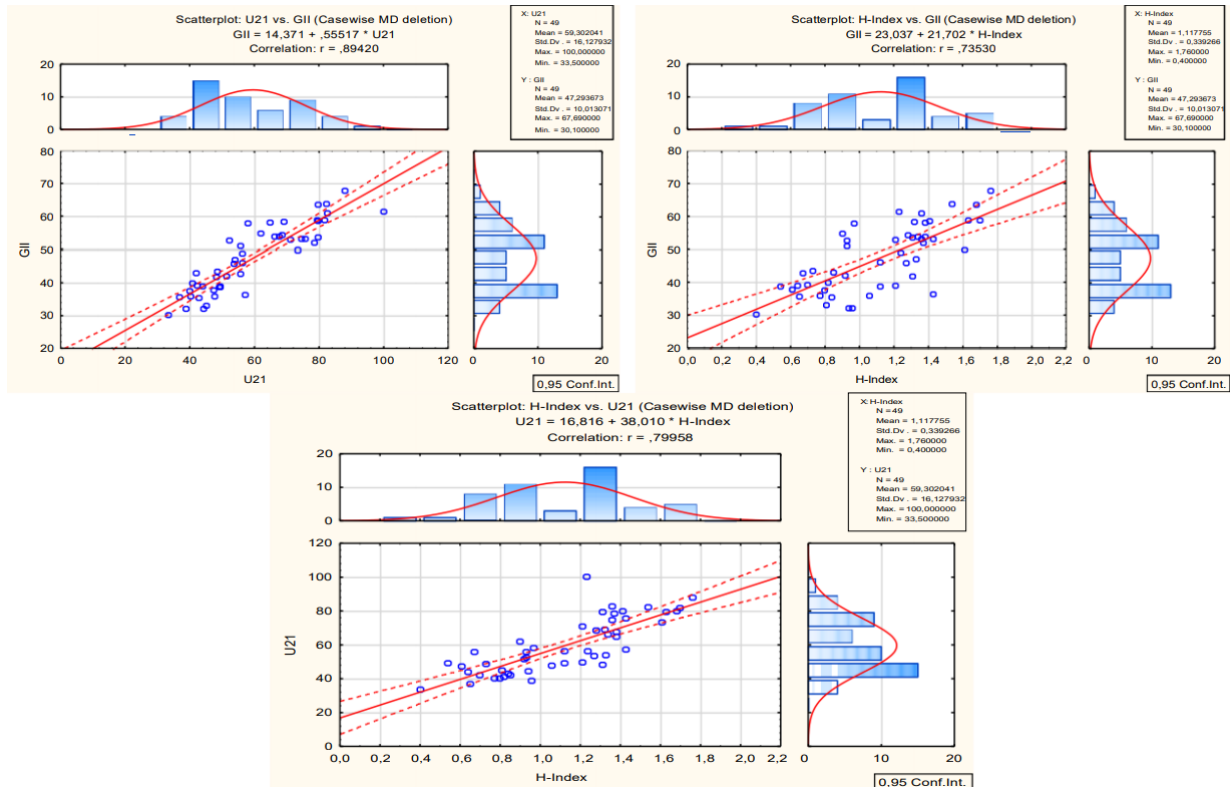 Scatterplot: U21 vs. GII (Casewise MD deletion)
GII = 14,371 + ,55517 * U21
Correlation: r = ,89420
X: U21
N = 49
Mean = 59,302041
Std.Dv. = 16,127932
Max. = 100,000000
Min. = 33,500000
Y : GII
N = 49
Mean = 47,293673
Std.Dv. = 10,013071
Max. = 67,690000
Min. = 30,100000
20
10
0
80
70
60
50
40
30
20
GII
0 20 40 60 80 100 120
U21
0 10 20
0,95 Conf.Int.
Scatterplot: H-Index vs. GII (Casewise MD deletion)
GII = 23,037 + 21,702 * H-Index
Correlation: r = ,73530
X: H-Index
N = 49
Mean = 1,117755
Std.Dv. = 0,339266
Max. = 1,760000
Min. = 0,400000
Y : GII
N = 49
Mean = 47,293673
Std.Dv. = 10,013071
Max. = 67,690000
Min. = 30,100000
20
10
0
80
70
60
50
40
30
20
GII
0,0 0,2 0,4 0,6 0,8 1,0 1,2 1,4 1,6 1,8 2,0 2,2
H-Index
0 10 20
0,95 Conf.Int.
Scatterplot: H-Index vs. U21 (Casewise MD deletion)
U21 = 16,816 + 38,010 * H-Index
Correlation: r = ,79958
X: H-Index
N = 49
Mean = 1,117755
Std.Dv. = 0,339266
Max. = 1,760000
Min. = 0,400000
Y : U21
N = 49
Mean = 59,302041
Std.Dv. = 16,127932
Max. = 100,000000
Min. = 33,500000
20
10
0
120
100
80
60
40
20
0
U21
0,0 0,2 0,4 0,6 0,8 1,0 1,2 1,4 1,6 1,8 2,0 2,2
H-Index
0 10 20
0,95 Conf.Int.